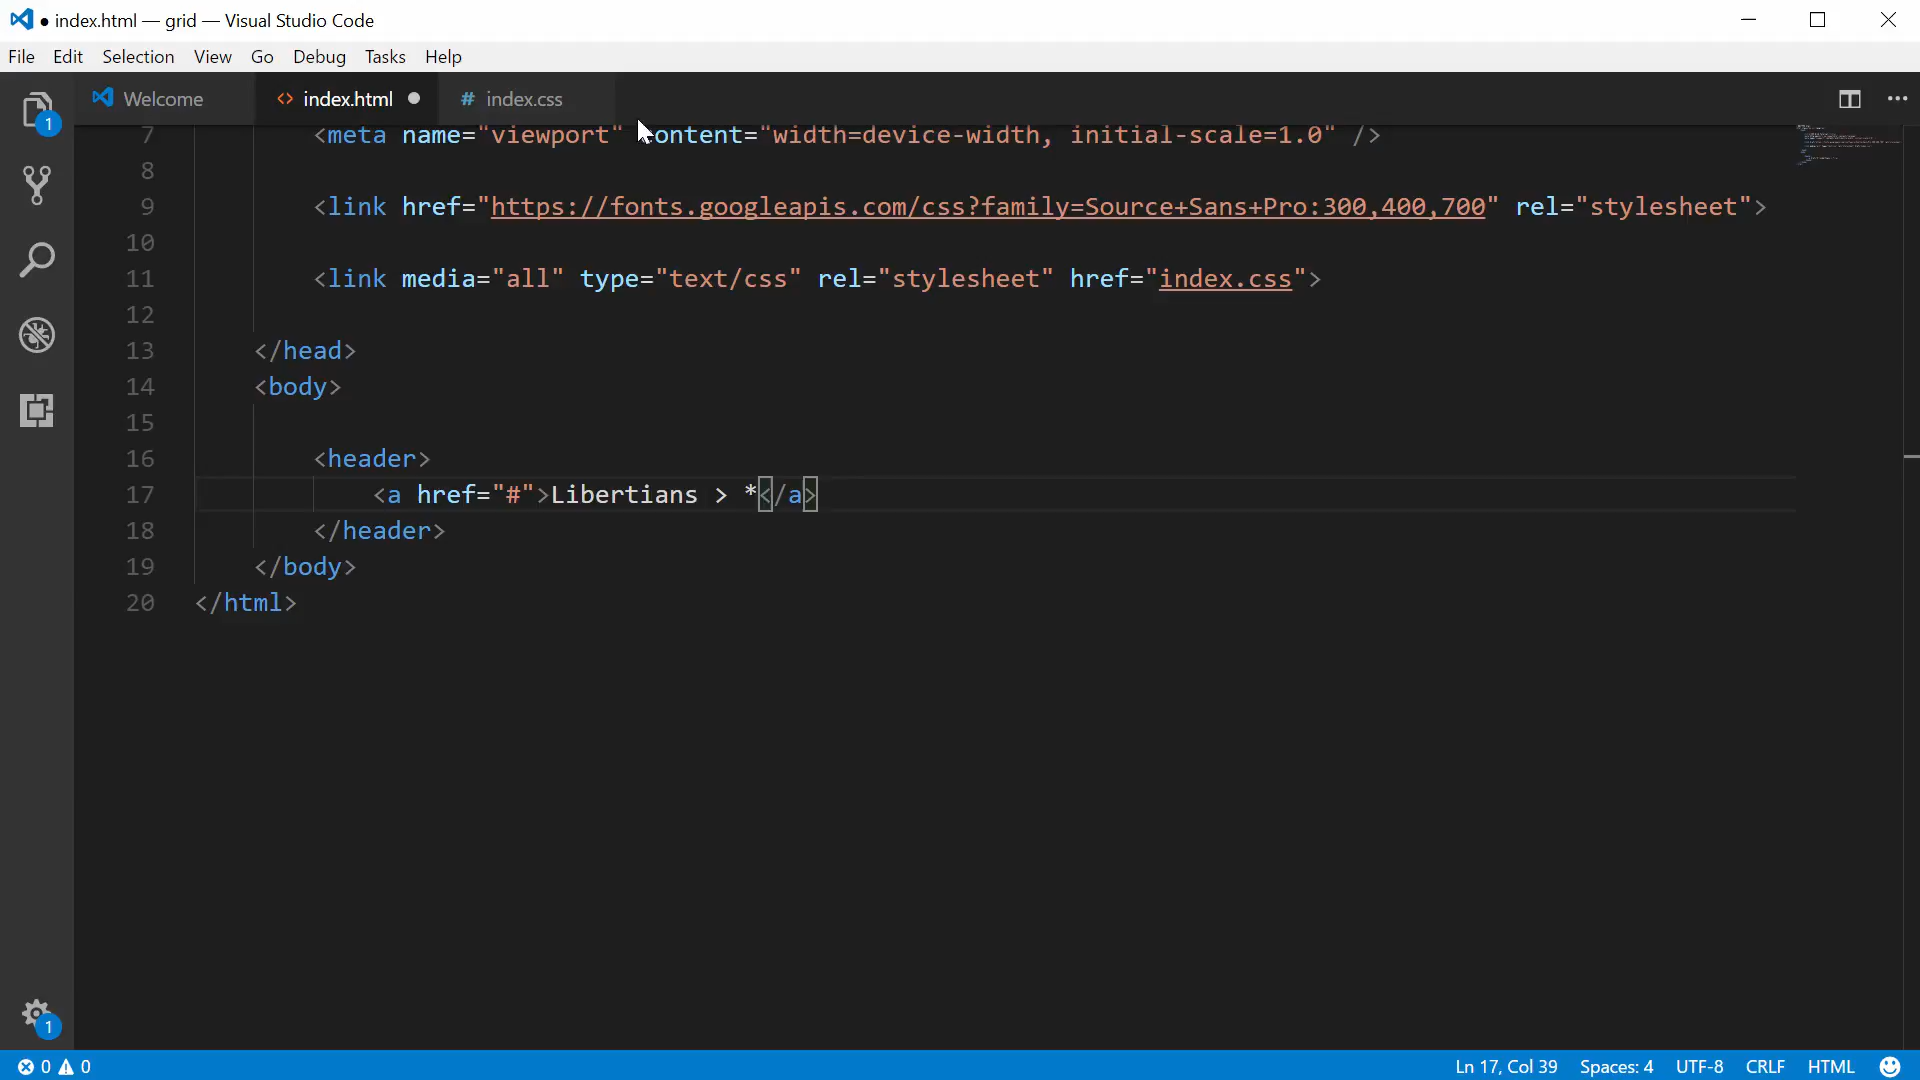 ● index.html — grid — Visual Studio Code
File Edit Selection View Go Debug Tasks Help
1
Welcome
<> index.html ●
# index.css
7 <meta name="viewport" content="width=device-width, initial-scale=1.0" />
8
9 <link href="https://fonts.googleapis.com/css?family=Source+Sans+Pro:300,400,700" rel="stylesheet">
10
11 <link media="all" type="text/css" rel="stylesheet" href="index.css">
12
13 </head>
14 <body>
15
16 <header>
17 <a href="#">Libertians > *</a>
18 </header>
19 </body>
20 </html>
1
0 0 Ln 17, Col 39 Spaces: 4 UTF-8 CRLF HTML